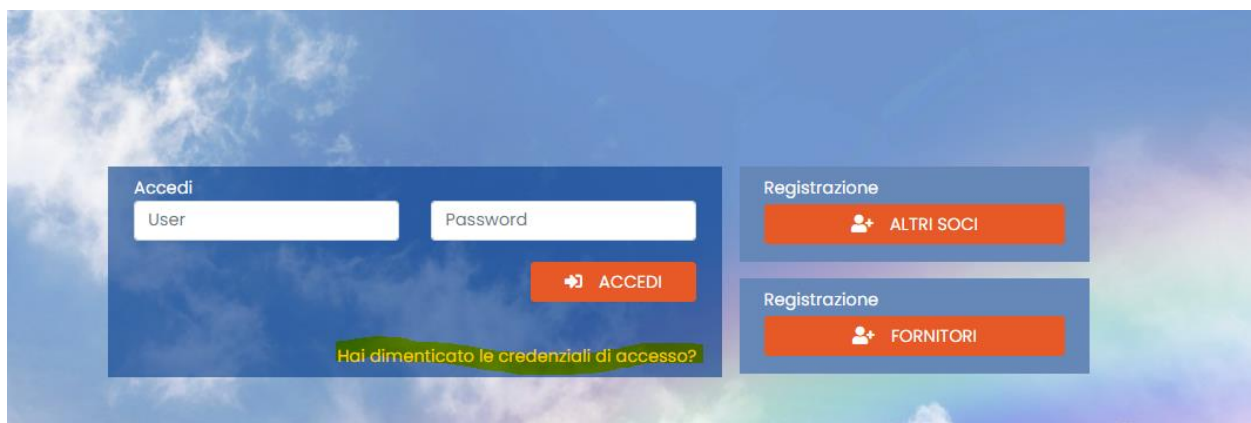 Accedi
User
Password
ACCEDI
Hai dimenticato le credenziali di accesso?
Registrazione
ALTRI SOCI
Registrazione
FORNITORI